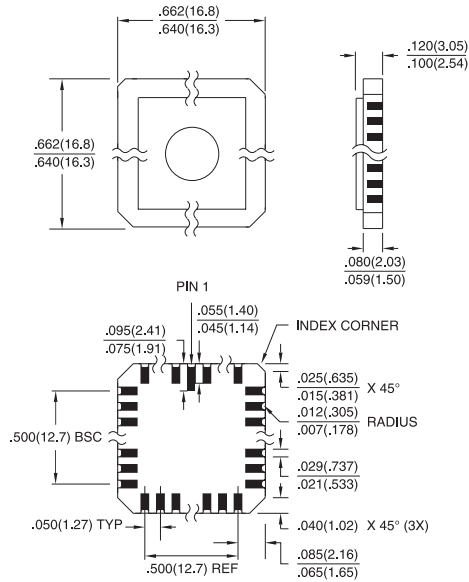 .662(16.8)
.640(16.3)
.120(3.05)
.100(2.54)
.662(16.8)
.640(16.3)
.080(2.03)
.059(1.50)
PIN 1
.055(1.40)
.045(1.14)
.095(2.41)
.075(1.91)
INDEX CORNER
.025(.635)
.015(.381)
X 45°
.012(.305)
.007(.178)
RADIUS
.500(12.7) BSC
.029(.737)
.021(.533)
.050(1.27) TYP
.040(1.02) X 45° (3X)
.500(12.7) REF
.085(2.16)
.065(1.65)